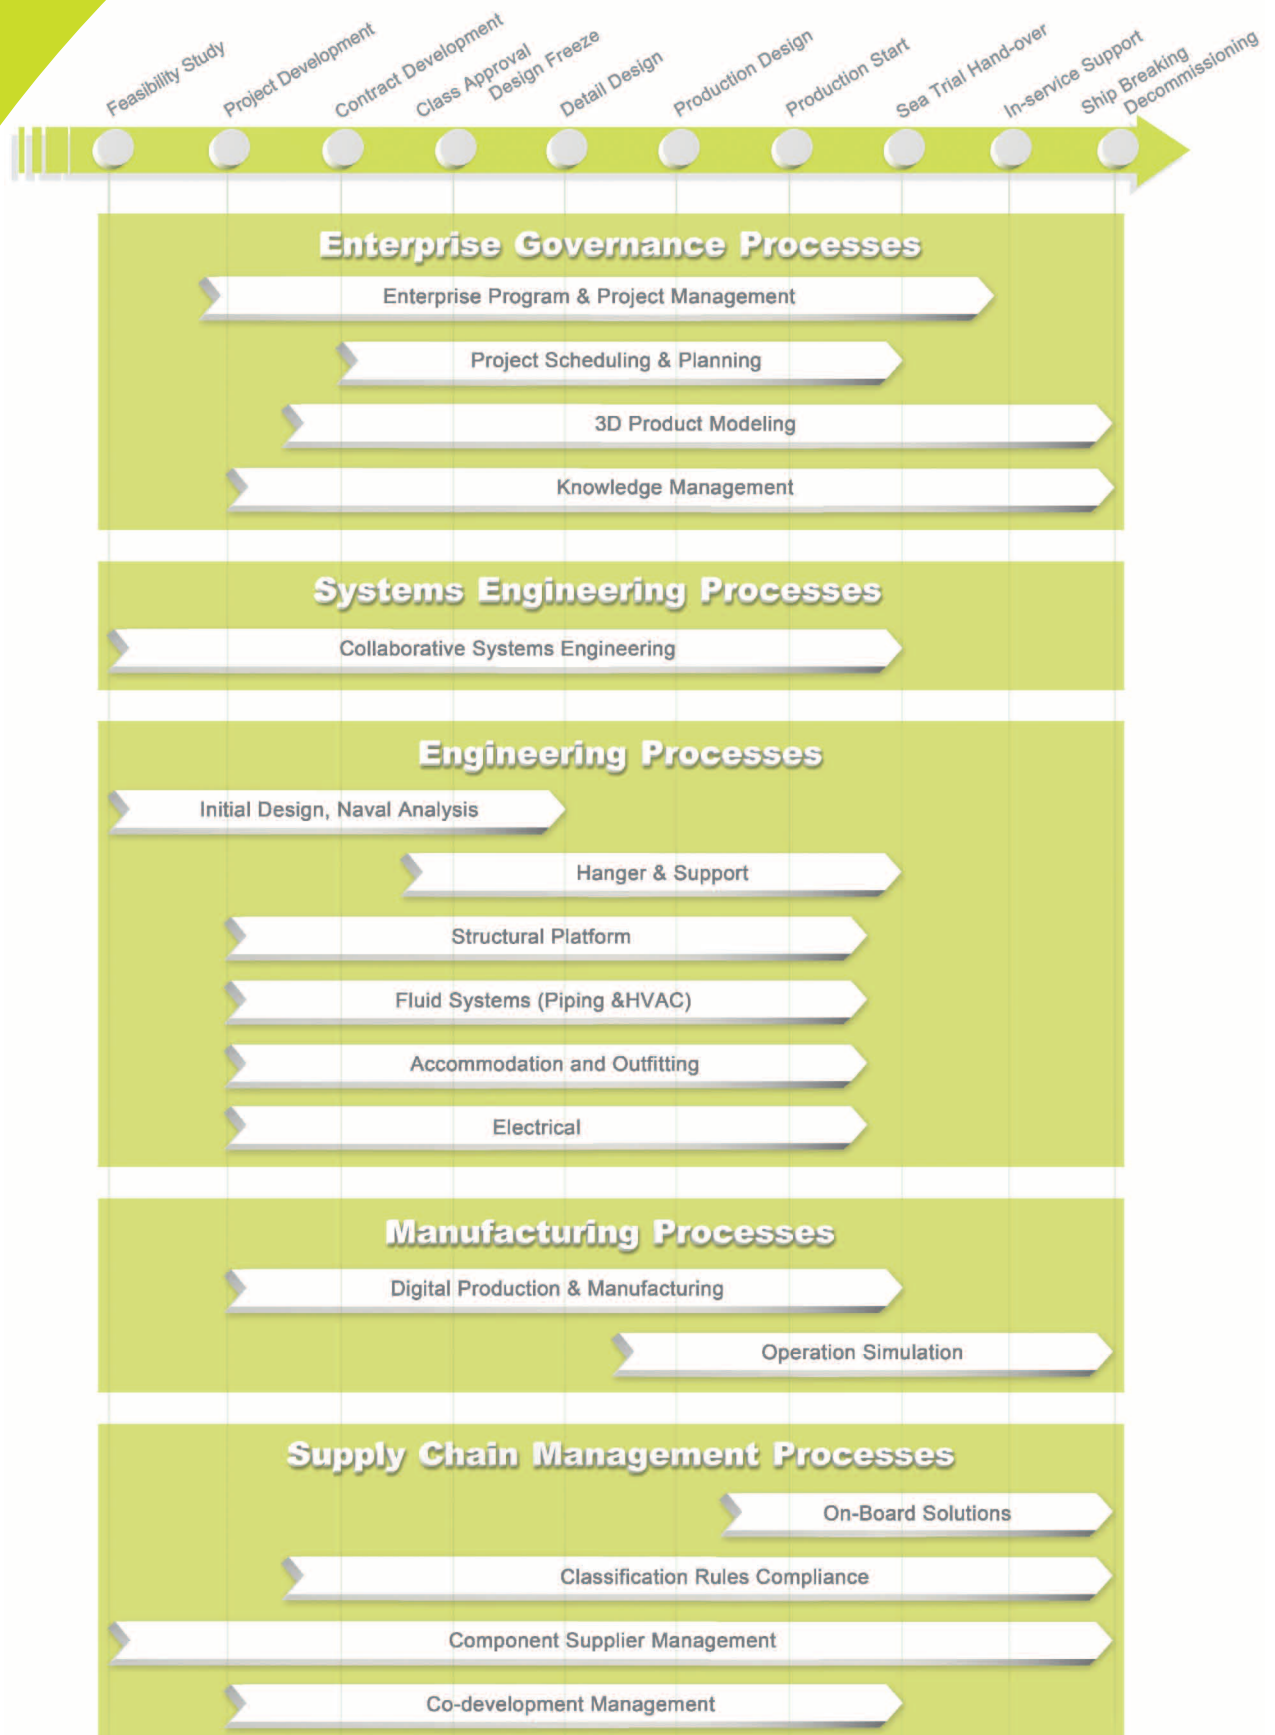 Feasibility Study
Project Development
Contract Development
Class Approval
Design Freeze
Detail Design
Production Design
Production Start
Sea Trial Hand-over
In-service Support
Ship Breaking
Decommissioning
Enterprise Governance Processes
Enterprise Program & Project Management
Project Scheduling & Planning
3D Product Modeling
Knowledge Management
Systems Engineering Processes
Collaborative Systems Engineering
Engineering Processes
Initial Design, Naval Analysis
Hanger & Support
Structural Platform
Fluid Systems (Piping &HVAC)
Accommodation and Outfitting
Electrical
Manufacturing Processes
Digital Production & Manufacturing
Operation Simulation
Supply Chain Management Processes
On-Board Solutions
Classification Rules Compliance
Component Supplier Management
Co-development Management